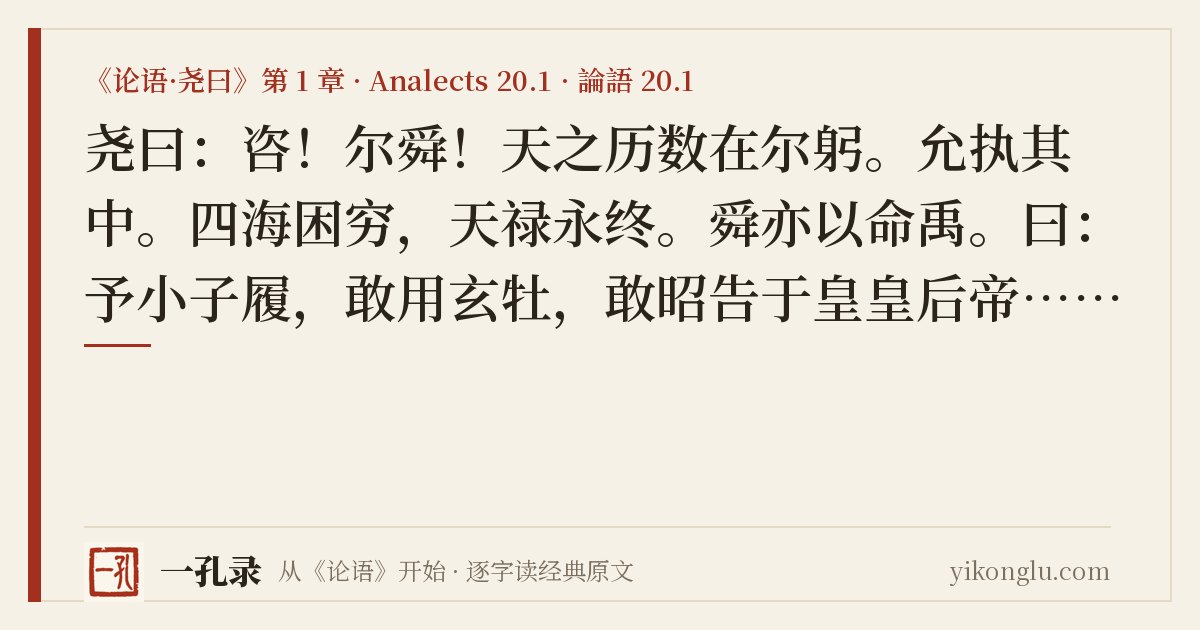 《论语·尧曰》第 1 章 · Analects 20.1 · 論語 20.1
尧曰：咨！尔舜！天之历数在尔躬。允执其
中。四海困穷，天禄永终。舜亦以命禹。曰：
予小子履，敢用玄牡，敢昭告于皇皇后帝……
一孔
一孔录 从《论语》开始 · 逐字读经典原文 yikonglu.com